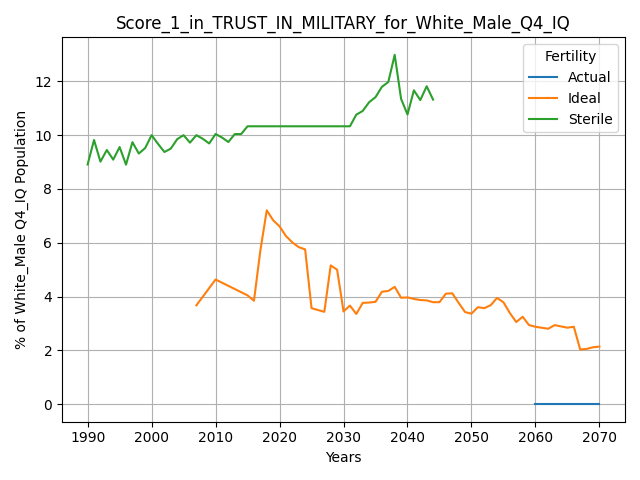 Score_1_in_TRUST_IN_MILITARY_for_White_Male_Q4_IQ
% of White_Male Q4_IQ Population
12
10
8
6
4
2
0
Fertility
Actual
Ideal
Sterile
1990 2000 2010 2020 2030 2040 2050 2060 2070
Years